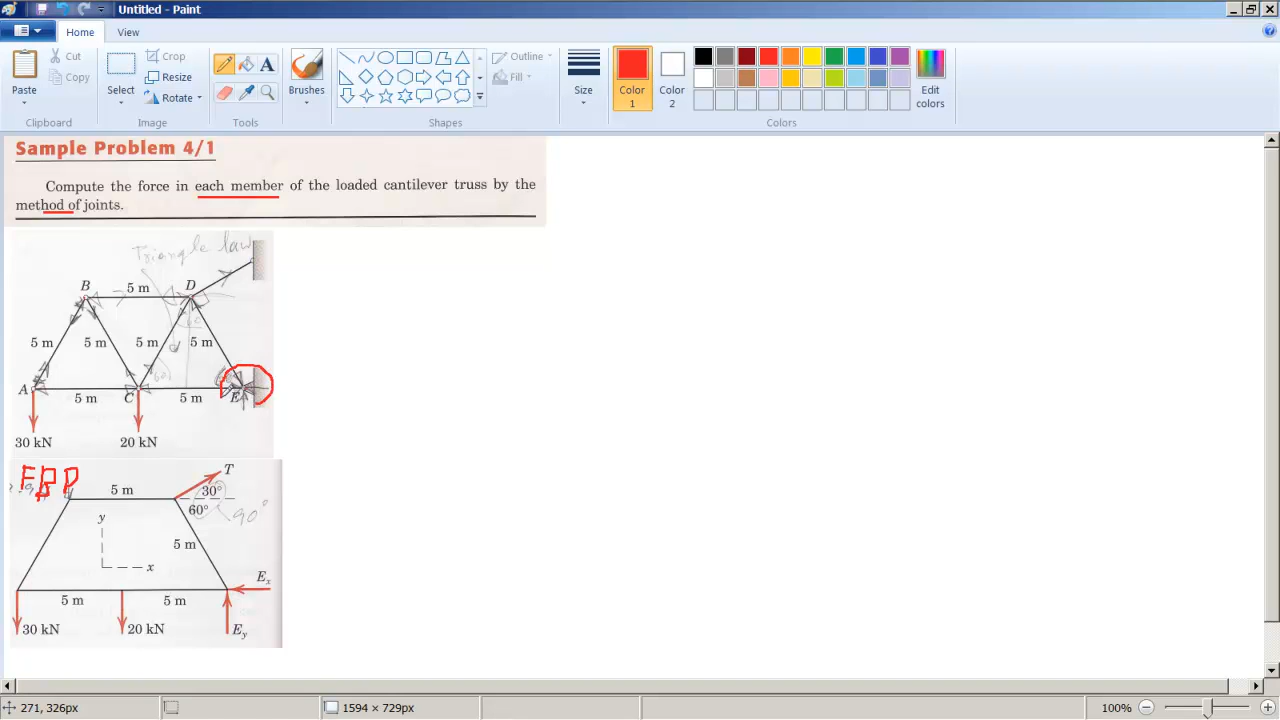 Untitled - Paint
Home
View
Paste
Cut
Copy
Clipboard
Select
Crop
Resize
Rotate
Image
A
Tools
Brushes
Shapes
Outline
Fill
Size
Color 1
Color 2
Edit colors
Colors
Sample Problem 4/1
Compute the force in each member of the loaded cantilever truss by the
method of joints.
Triangle law
B 5 m D
5 m 5 m 5 m 5 m
A 5 m C 5 m E
30 kN 20 kN
FBD
5 m
T
30°
60°
90°
y
x
5 m
5 m 5 m
Ex
30 kN 20 kN Ey
271, 326px
1594 × 729px
100%